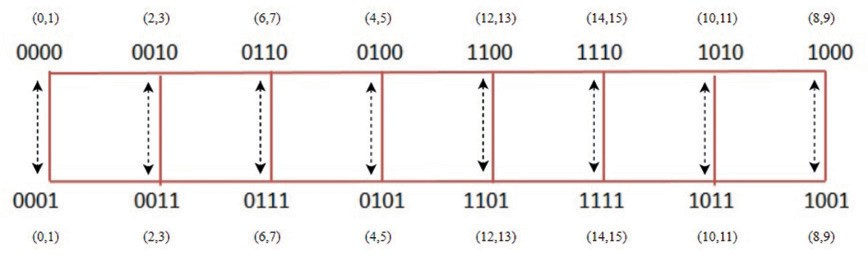 (0,1) (2,3) (6,7) (4,5) (12,13) (14,15) (10,11) (8,9)
0000 0010 0110 0100 1100 1110 1010 1000
0001 0011 0111 0101 1101 1111 1011 1001
(0,1) (2,3) (6,7) (4,5) (12,13) (14,15) (10,11) (8,9)